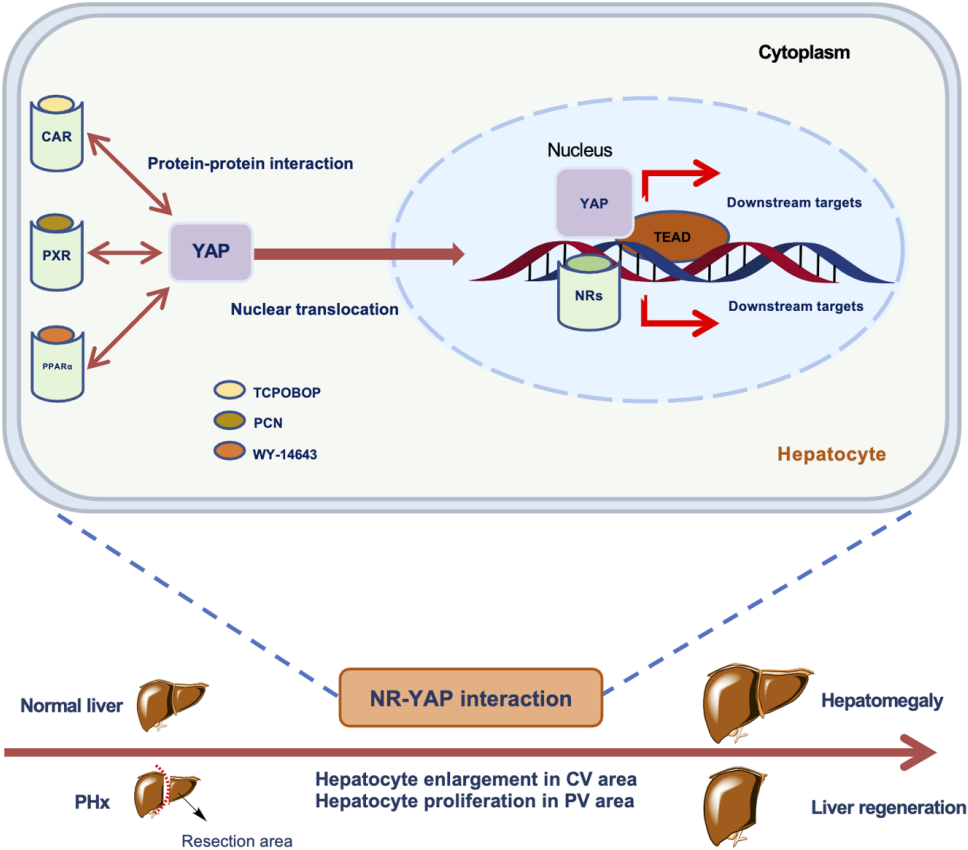 Cytoplasm
CAR
Protein-protein interaction
Nucleus
YAP
Downstream targets
TEAD
PXR
YAP
NRs
Nuclear translocation
Downstream targets
PPARα
TCPOBOP
PCN
WY-14643
Hepatocyte
Normal liver
NR-YAP interaction
Hepatomegaly
PHx
Hepatocyte enlargement in CV area
Hepatocyte proliferation in PV area
Liver regeneration
Resection area